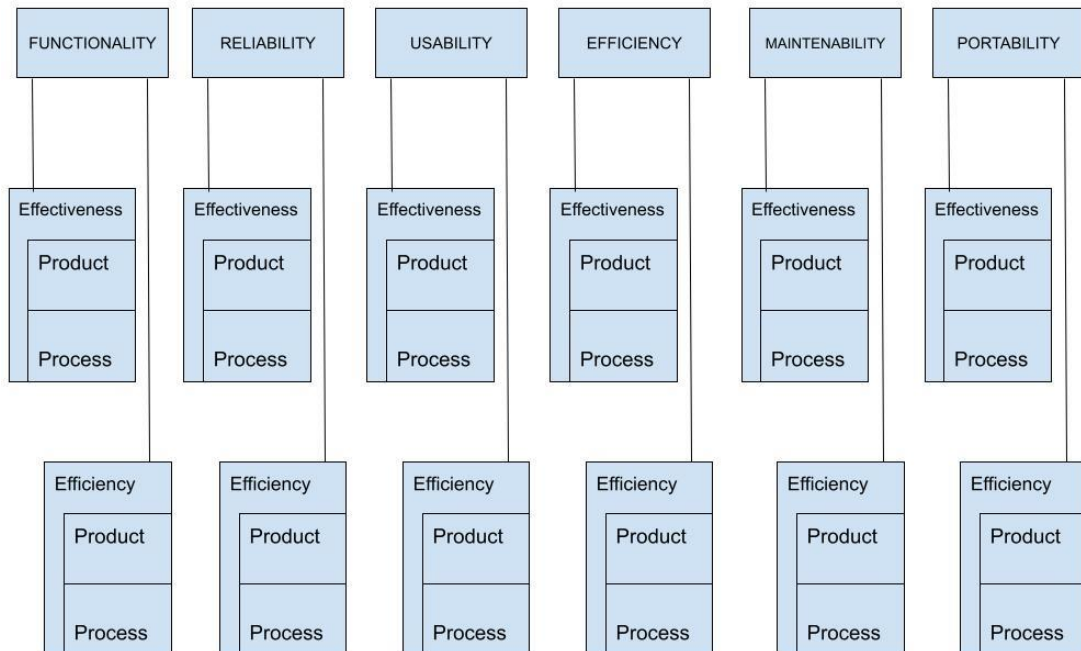 FUNCTIONALITY
RELIABILITY
USABILITY
EFFICIENCY
MAINTENABILITY
PORTABILITY
Effectiveness
Effectiveness
Effectiveness
Effectiveness
Effectiveness
Effectiveness
Product
Product
Product
Product
Product
Product
Process
Process
Process
Process
Process
Process
Efficiency
Efficiency
Efficiency
Efficiency
Efficiency
Efficiency
Product
Product
Product
Product
Product
Product
Process
Process
Process
Process
Process
Process